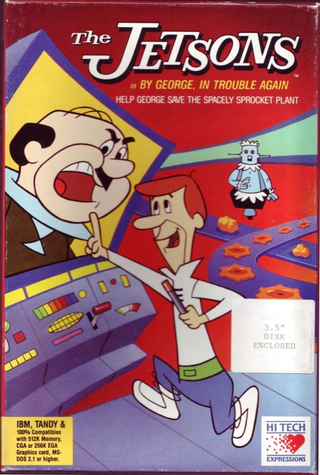 The JETSONS™
in BY GEORGE, IN TROUBLE AGAIN
HELP GEORGE SAVE THE SPACELY SPROCKET PLANT
3.5"
DISK
ENCLOSED
IBM, TANDY &
100% Compatibles
with 512K Memory,
CGA or 256K EGA
Graphics card, MS-
DOS 2.1 or higher.
HI TECH
EXPRESSIONS